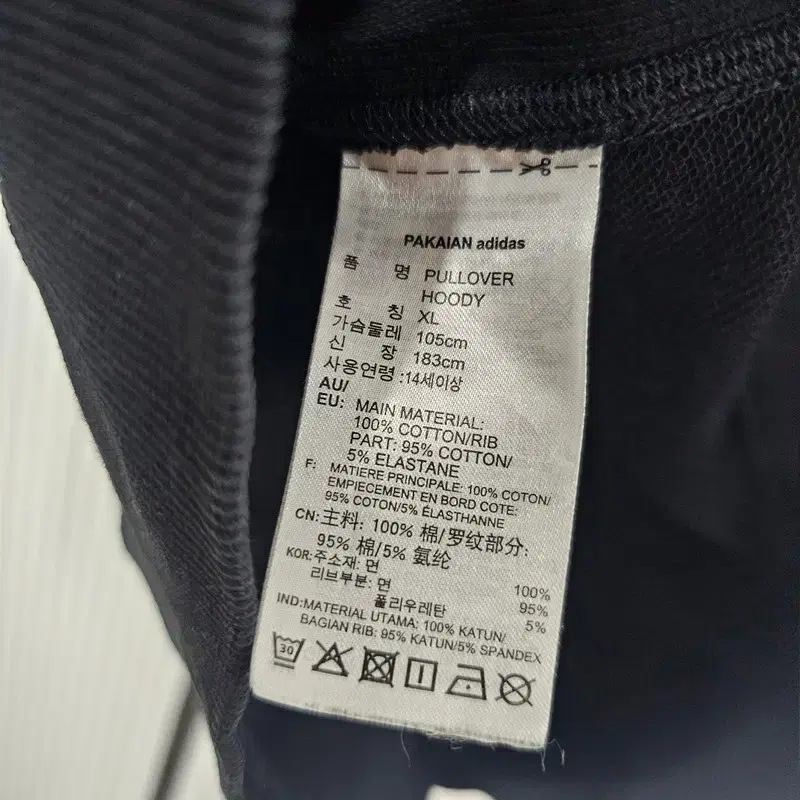 PAKAIAN adidas
품 명 PULLOVER
HOODY
호 칭 XL
가슴둘레 105cm
신 장 183cm
사용연령 :14세이상
AU/
EU: MAIN MATERIAL:
100% COTTON/RIB
PART: 95% COTTON/
5% ELASTANE
F: MATIERE PRINCIPALE: 100% COTON/
EMPIECEMENT EN BORD COTE:
95% COTON/5% ÉLASTHANNE
CN:主料: 100% 棉/罗纹部分:
95% 棉/5% 氨纶
KOR:주소재: 면 100%
리브부분: 면 95%
폴리우레탄 5%
IND:MATERIAL UTAMA: 100% KATUN/
BAGIAN RIB: 95% KATUN/5% SPANDEX
30